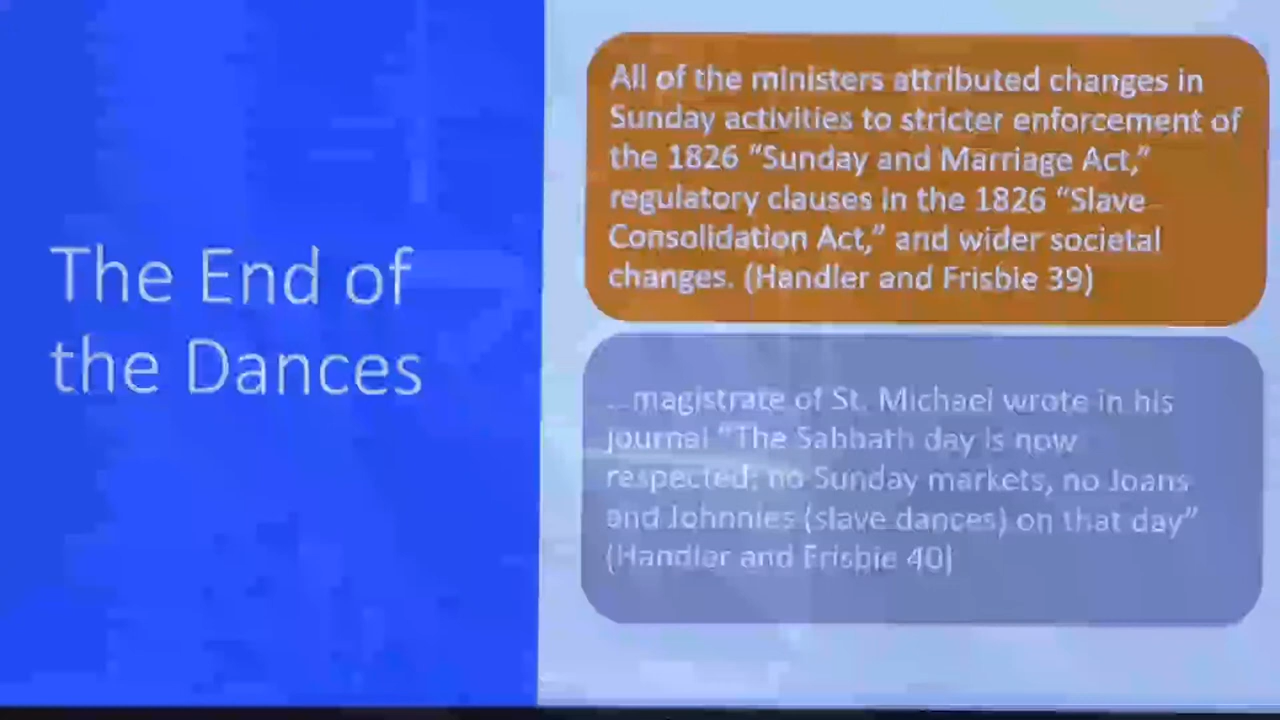 The End of
the Dances
All of the ministers attributed changes in
Sunday activities to stricter enforcement of
the 1826 “Sunday and Marriage Act,”
regulatory clauses in the 1826 “Slave
Consolidation Act,” and wider societal
changes. (Handler and Frisbie 39)
...magistrate of St. Michael wrote in his
journal “The Sabbath day is now
respected; no Sunday markets, no Joans
and Johnnies (slave dances) on that day”
(Handler and Frisbie 40)